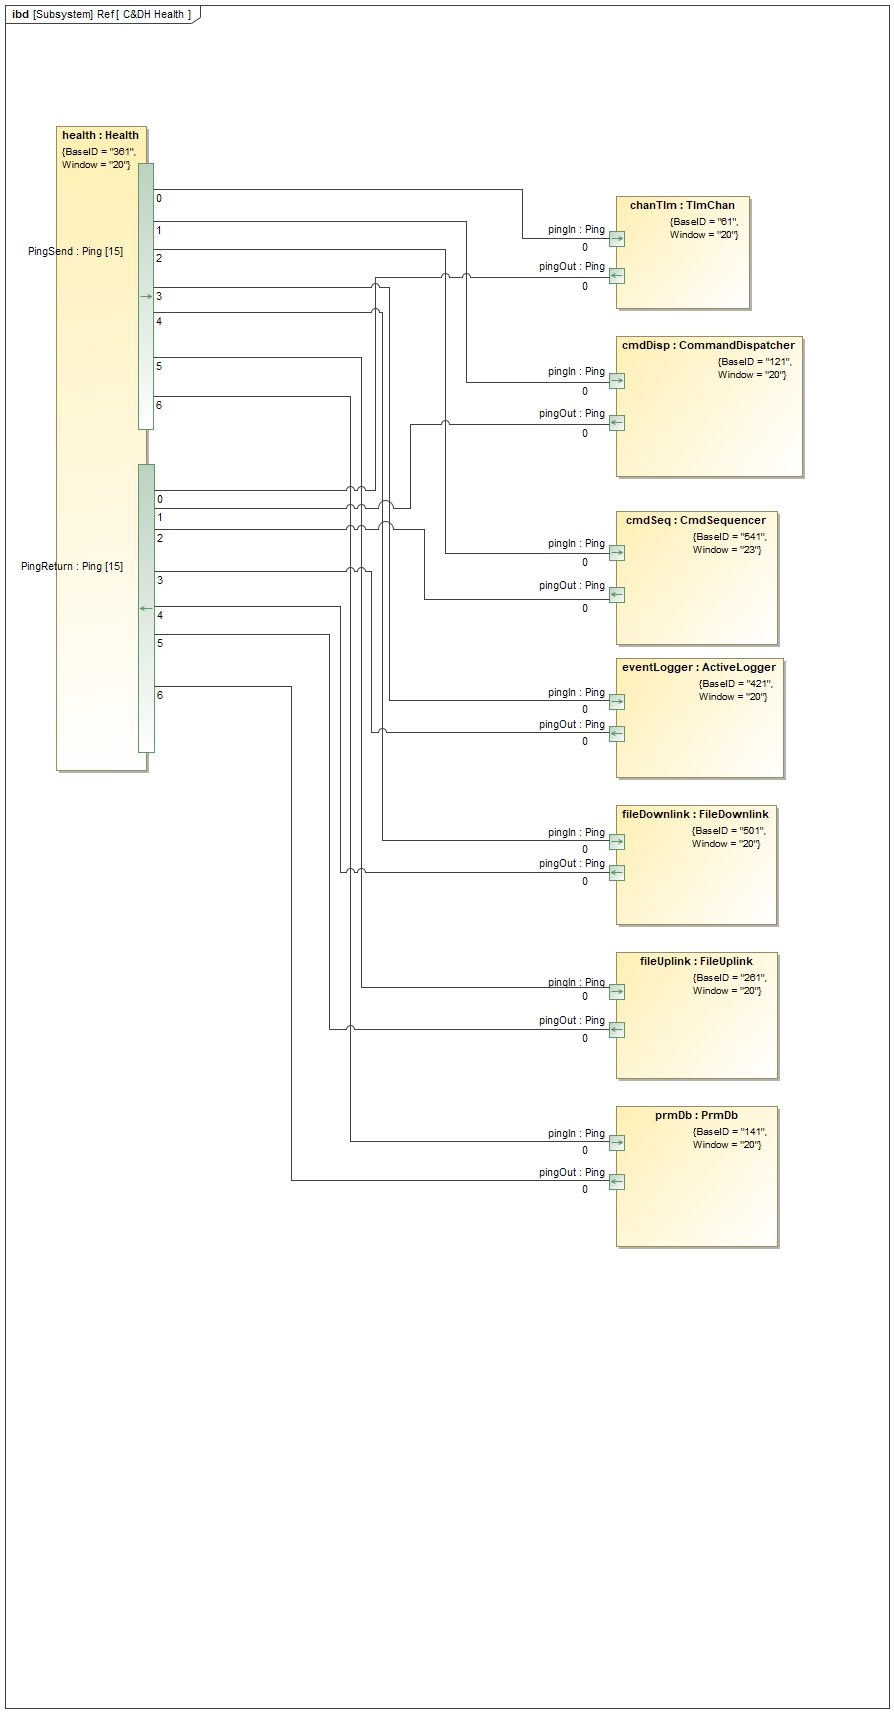 ibd [Subsystem] Ref [ C&DH Health ]
health : Health
{BaseID = "361",
Window = "20"}
PingSend : Ping [15]
0
1
2
3
4
5
6
PingReturn : Ping [15]
0
1
2
3
4
5
6
chanTlm : TlmChan
{BaseID = "61",
Window = "20"}
pingIn : Ping
0
pingOut : Ping
0
cmdDisp : CommandDispatcher
{BaseID = "121",
Window = "20"}
pingIn : Ping
0
pingOut : Ping
0
cmdSeq : CmdSequencer
{BaseID = "541",
Window = "23"}
pingIn : Ping
0
pingOut : Ping
0
eventLogger : ActiveLogger
{BaseID = "421",
Window = "20"}
pingIn : Ping
0
pingOut : Ping
0
fileDownlink : FileDownlink
{BaseID = "501",
Window = "20"}
pingIn : Ping
0
pingOut : Ping
0
fileUplink : FileUplink
{BaseID = "261",
Window = "20"}
pingIn : Ping
0
pingOut : Ping
0
prmDb : PrmDb
{BaseID = "141",
Window = "20"}
pingIn : Ping
0
pingOut : Ping
0